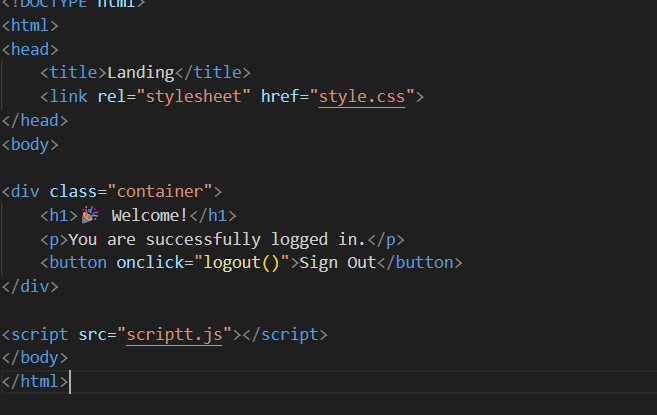 <!DOCTYPE html>
<html>
<head>
    <title>Landing</title>
    <link rel="stylesheet" href="style.css">
</head>
<body>

<div class="container">
    <h1>🎉 Welcome!</h1>
    <p>You are successfully logged in.</p>
    <button onclick="logout()">Sign Out</button>
</div>

<script src="scriptt.js"></script>
</body>
</html>